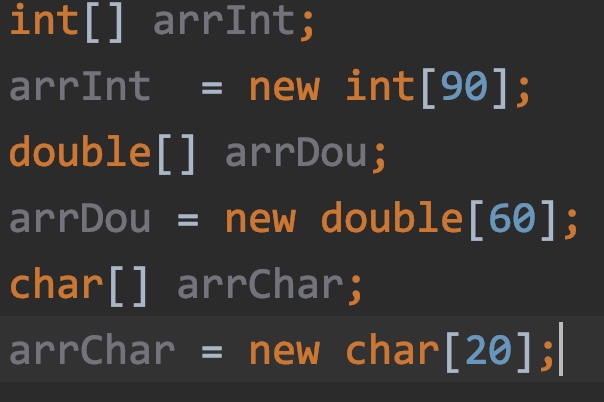 int[] arrInt;
arrInt  = new int[90];
double[] arrDou;
arrDou = new double[60];
char[] arrChar;
arrChar = new char[20];